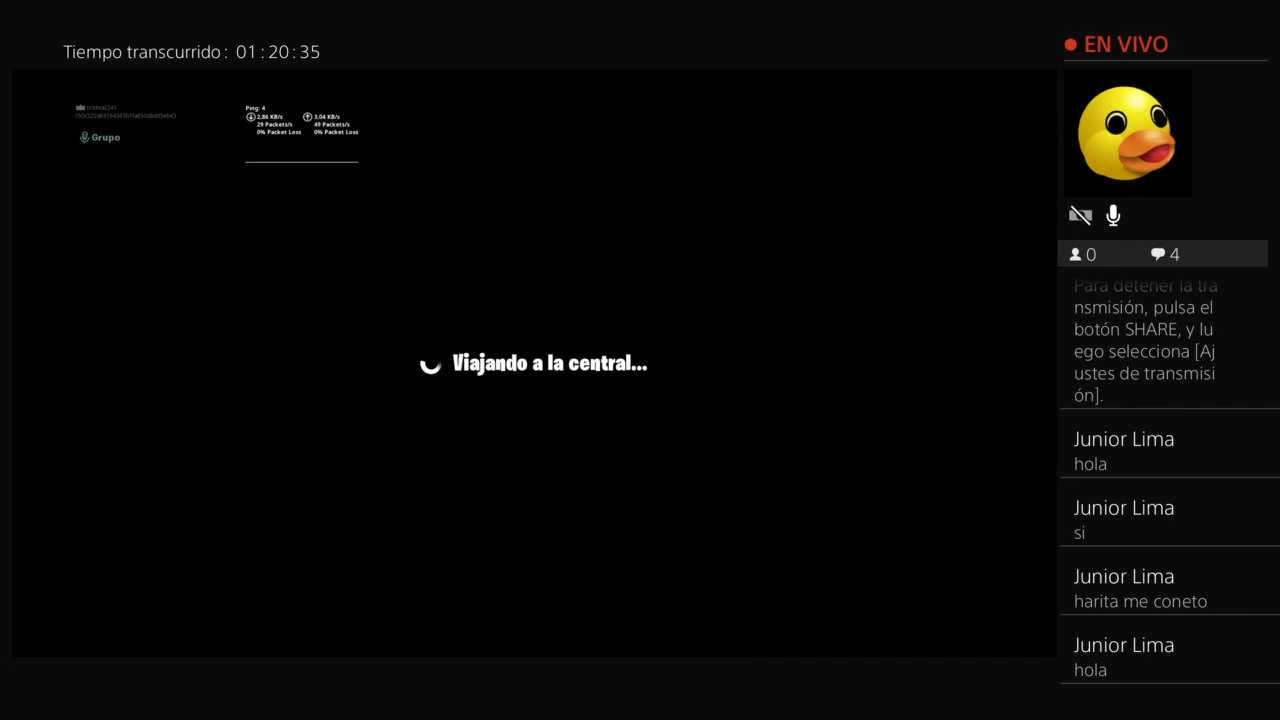 Tiempo transcurrido : 01:20:35
EN VIVO
Ping: 4
2,86 KB/s
3,04 KB/s
29 Packets/s
49 Packets/s
0% Packet Loss
0% Packet Loss
Grupo
Viajando a la central...
0
4
Para detener la tra
nsmisión, pulsa el
botón SHARE, y lu
ego selecciona [Aj
ustes de transmisi
ón].
Junior Lima
hola
Junior Lima
si
Junior Lima
harita me coneto
Junior Lima
hola